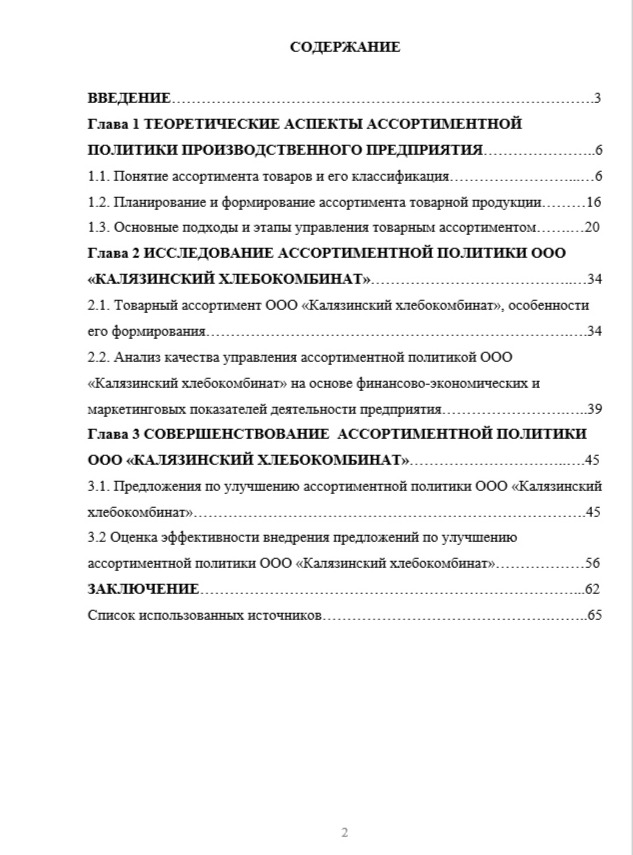 СОДЕРЖАНИЕ
ВВЕДЕНИЕ……………………………………………………………………………3
Глава 1 ТЕОРЕТИЧЕСКИЕ АСПЕКТЫ АССОРТИМЕНТНОЙ
ПОЛИТИКИ ПРОИЗВОДСТВЕННОГО ПРЕДПРИЯТИЯ…………………..6
1.1. Понятие ассортимента товаров и его классификация……………………...…6
1.2. Планирование и формирование ассортимента товарной продукции………16
1.3. Основные подходы и этапы управления товарным ассортиментом…….…20
Глава 2 ИССЛЕДОВАНИЕ АССОРТИМЕНТНОЙ ПОЛИТИКИ ООО
«КАЛЯЗИНСКИЙ ХЛЕБОКОМБИНАТ»…………………………………..….34
2.1. Товарный ассортимент ООО «Калязинский хлебокомбинат», особенности
его формирования…………………………………………………………….….34
2.2. Анализ качества управления ассортиментной политикой ООО
«Калязинский хлебокомбинат» на основе финансово-экономических и
маркетинговых показателей деятельности предприятия…………………….…..39
Глава 3 СОВЕРШЕНСТВОВАНИЕ  АССОРТИМЕНТНОЙ ПОЛИТИКИ
ООО «КАЛЯЗИНСКИЙ ХЛЕБОКОМБИНАТ»…………………………..….45
3.1. Предложения по улучшению ассортиментной политики ООО «Калязинский
хлебокомбинат»……………………………………………………………………….45
3.2 Оценка эффективности внедрения предложений по улучшению
ассортиментной политики ООО «Калязинский хлебокомбинат»………………56
ЗАКЛЮЧЕНИЕ……………………………………………………………………...62
Список использованных источников……………………………………….……..65
2